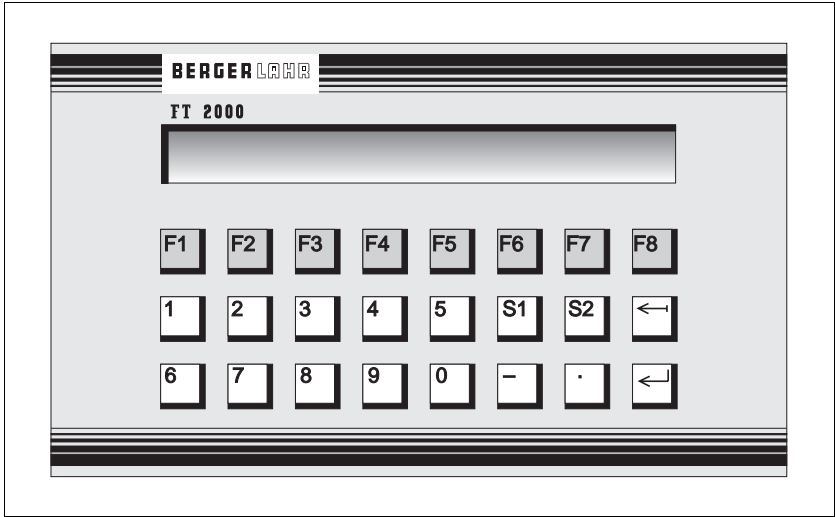 BERGER LAHR
FT 2000
F1 F2 F3 F4 F5 F6 F7 F8
1 2 3 4 5 S1 S2 ←
6 7 8 9 0 – . ↵